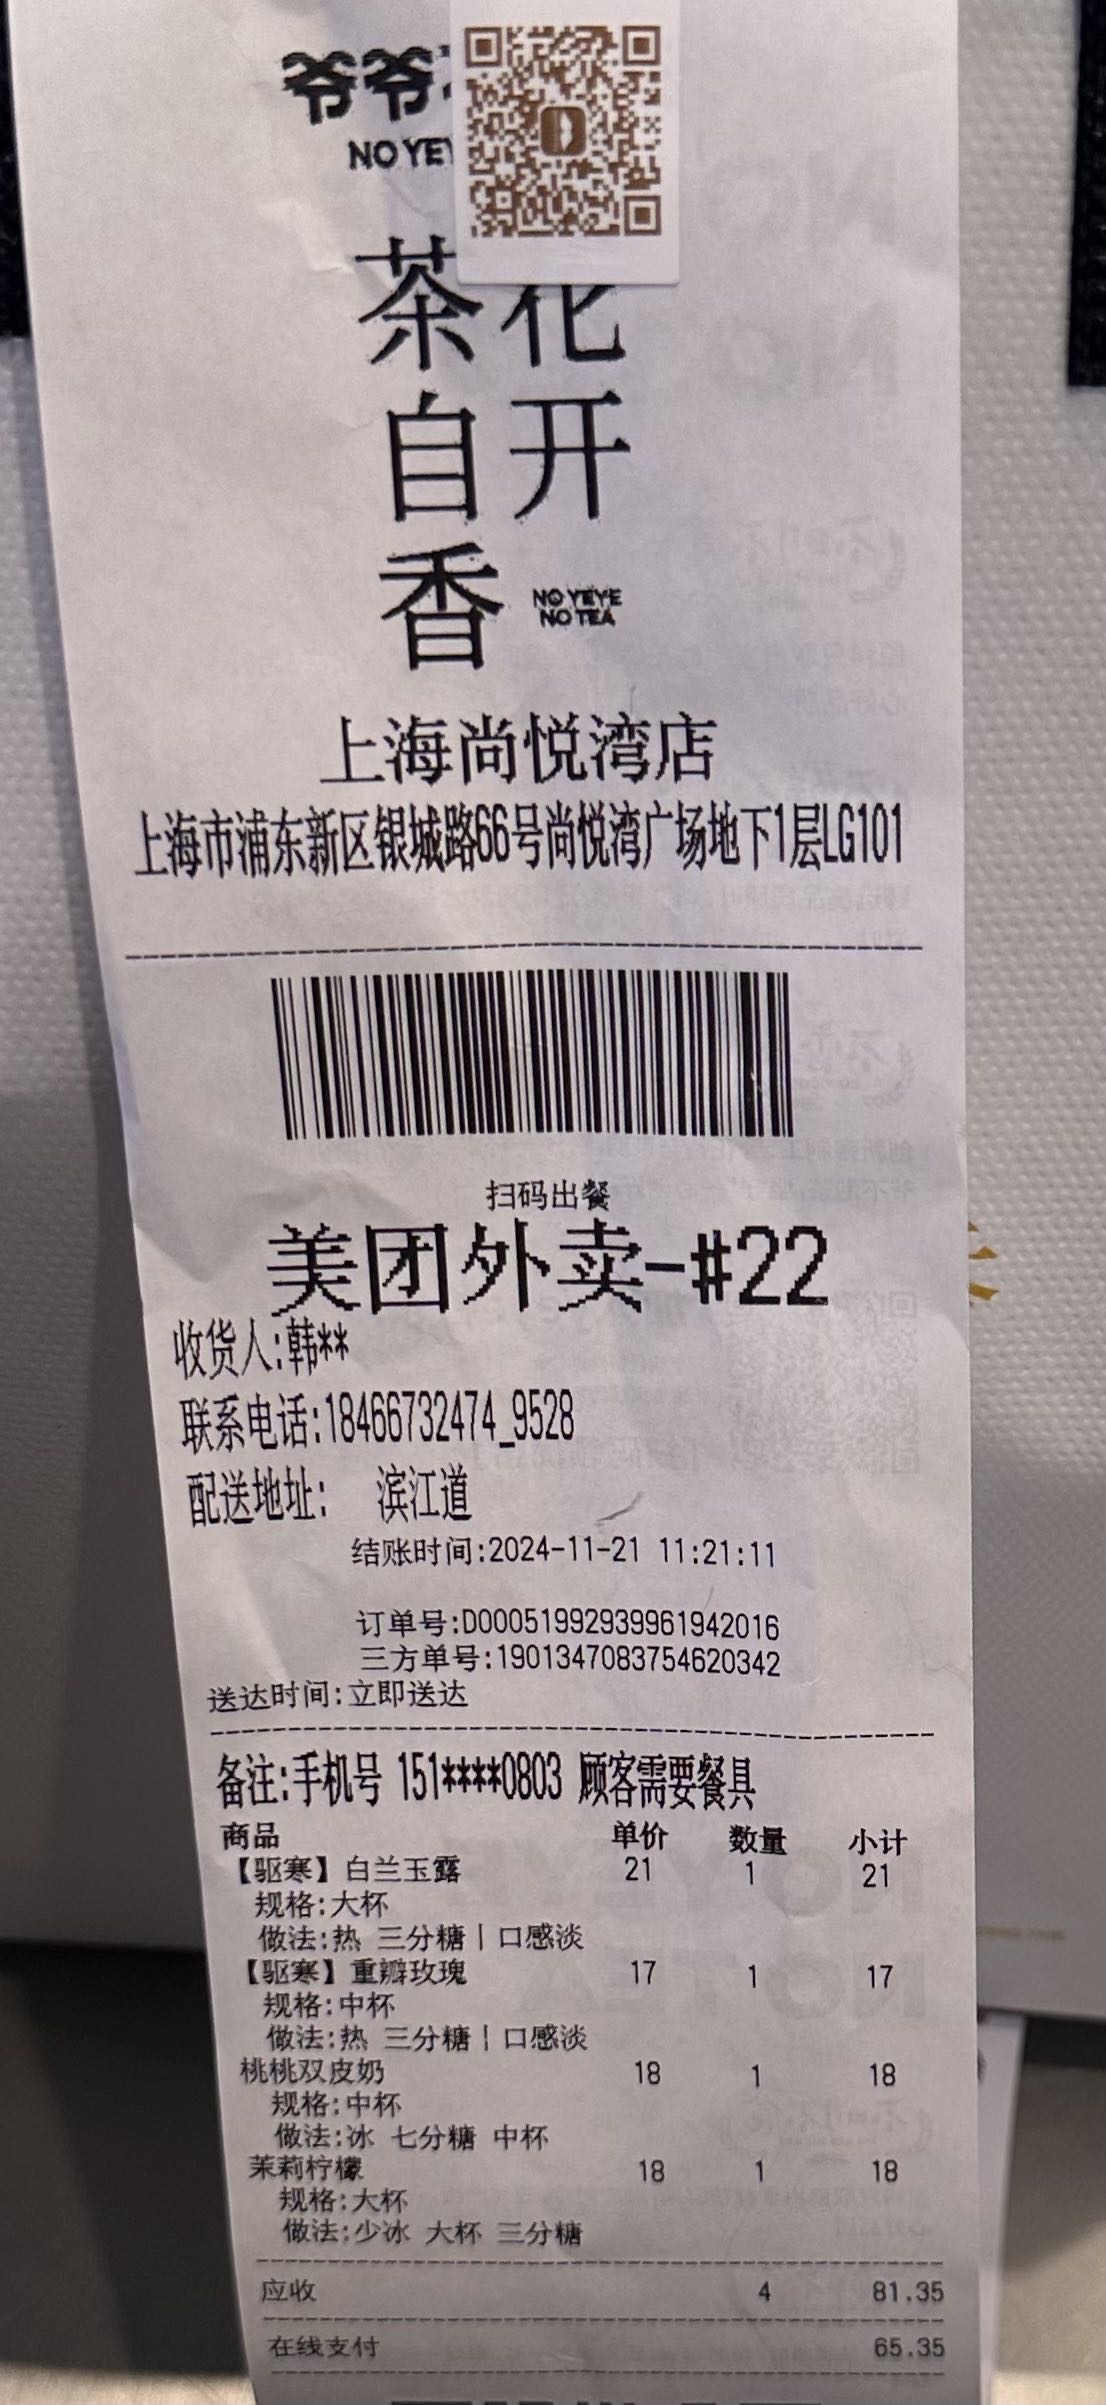 爷爷
NO YEY
茶花
自开
香
NO YEYE
NO TEA
上海尚悦湾店
上海市浦东新区银城路66号尚悦湾广场地下1层LG101
扫码出餐
美团外卖-#22
收货人:韩**
联系电话:18466732474_9528
配送地址: 滨江道
结账时间:2024-11-21 11:21:11
订单号:D000519929399619​42016
三方单号:1901347083754620342
送达时间:立即送达
备注:手机号 151****0803 顾客需要餐具
商品 单价 数量 小计
【驱寒】白兰玉露 21 1 21
规格:大杯
做法:热 三分糖|口感淡
【驱寒】重瓣玫瑰 17 1 17
规格:中杯
做法:热 三分糖|口感淡
桃桃双皮奶 18 1 18
规格:中杯
做法:冰 七分糖 中杯
茉莉柠檬 18 1 18
规格:大杯
做法:少冰 大杯 三分糖
应收 4 81.35
在线支付 65.35